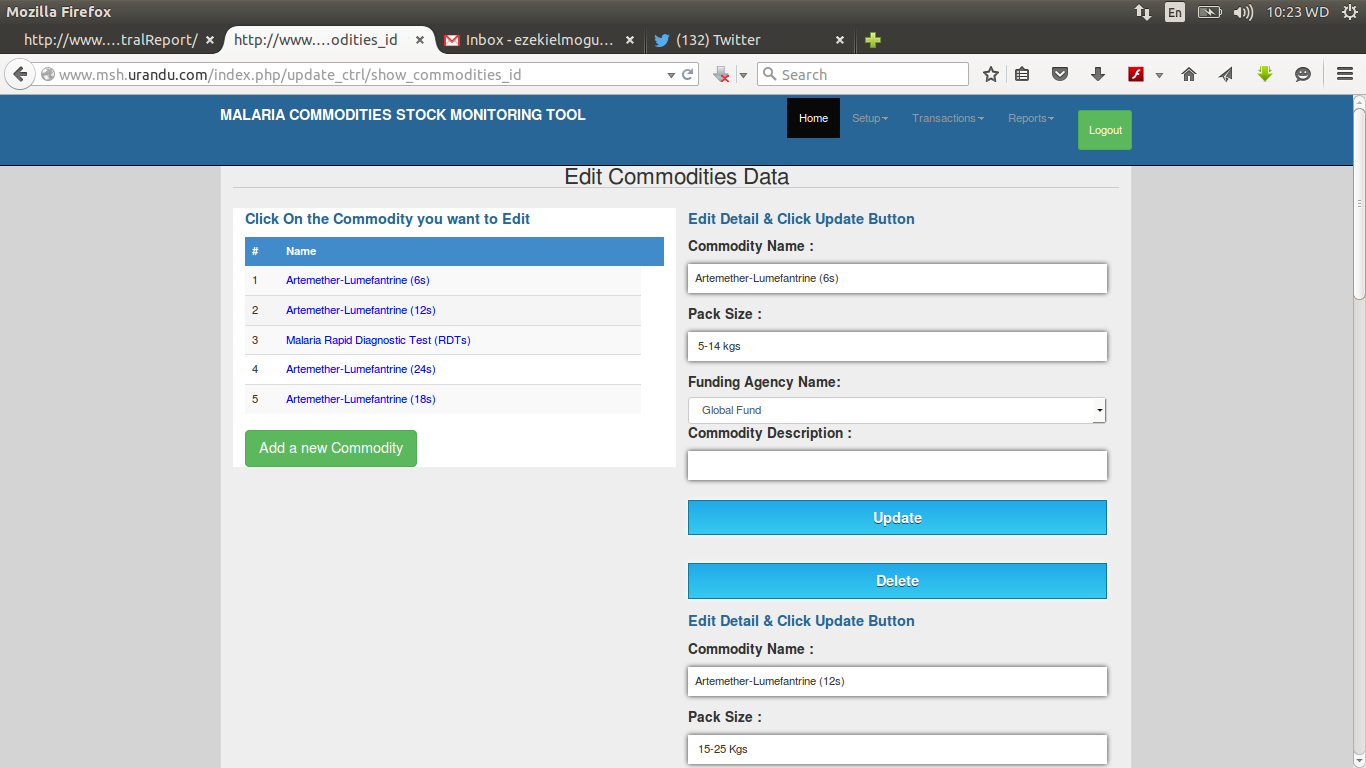 Mozilla Firefox
En
10:23 WD
http://www....tralReport/
http://www....odities_id
Inbox - ezekielmogu...
(132) Twitter
www.msh.urandu.com/index.php/update_ctrl/show_commodities_id
Search
MALARIA COMMODITIES STOCK MONITORING TOOL
Home
Setup
Transactions
Reports
Logout
Edit Commodities Data
Click On the Commodity you want to Edit
# Name
1 Artemether-Lumefantrine (6s)
2 Artemether-Lumefantrine (12s)
3 Malaria Rapid Diagnostic Test (RDTs)
4 Artemether-Lumefantrine (24s)
5 Artemether-Lumefantrine (18s)
Add a new Commodity
Edit Detail & Click Update Button
Commodity Name :
Artemether-Lumefantrine (6s)
Pack Size :
5-14 kgs
Funding Agency Name:
Global Fund
Commodity Description :
Update
Delete
Edit Detail & Click Update Button
Commodity Name :
Artemether-Lumefantrine (12s)
Pack Size :
15-25 Kgs